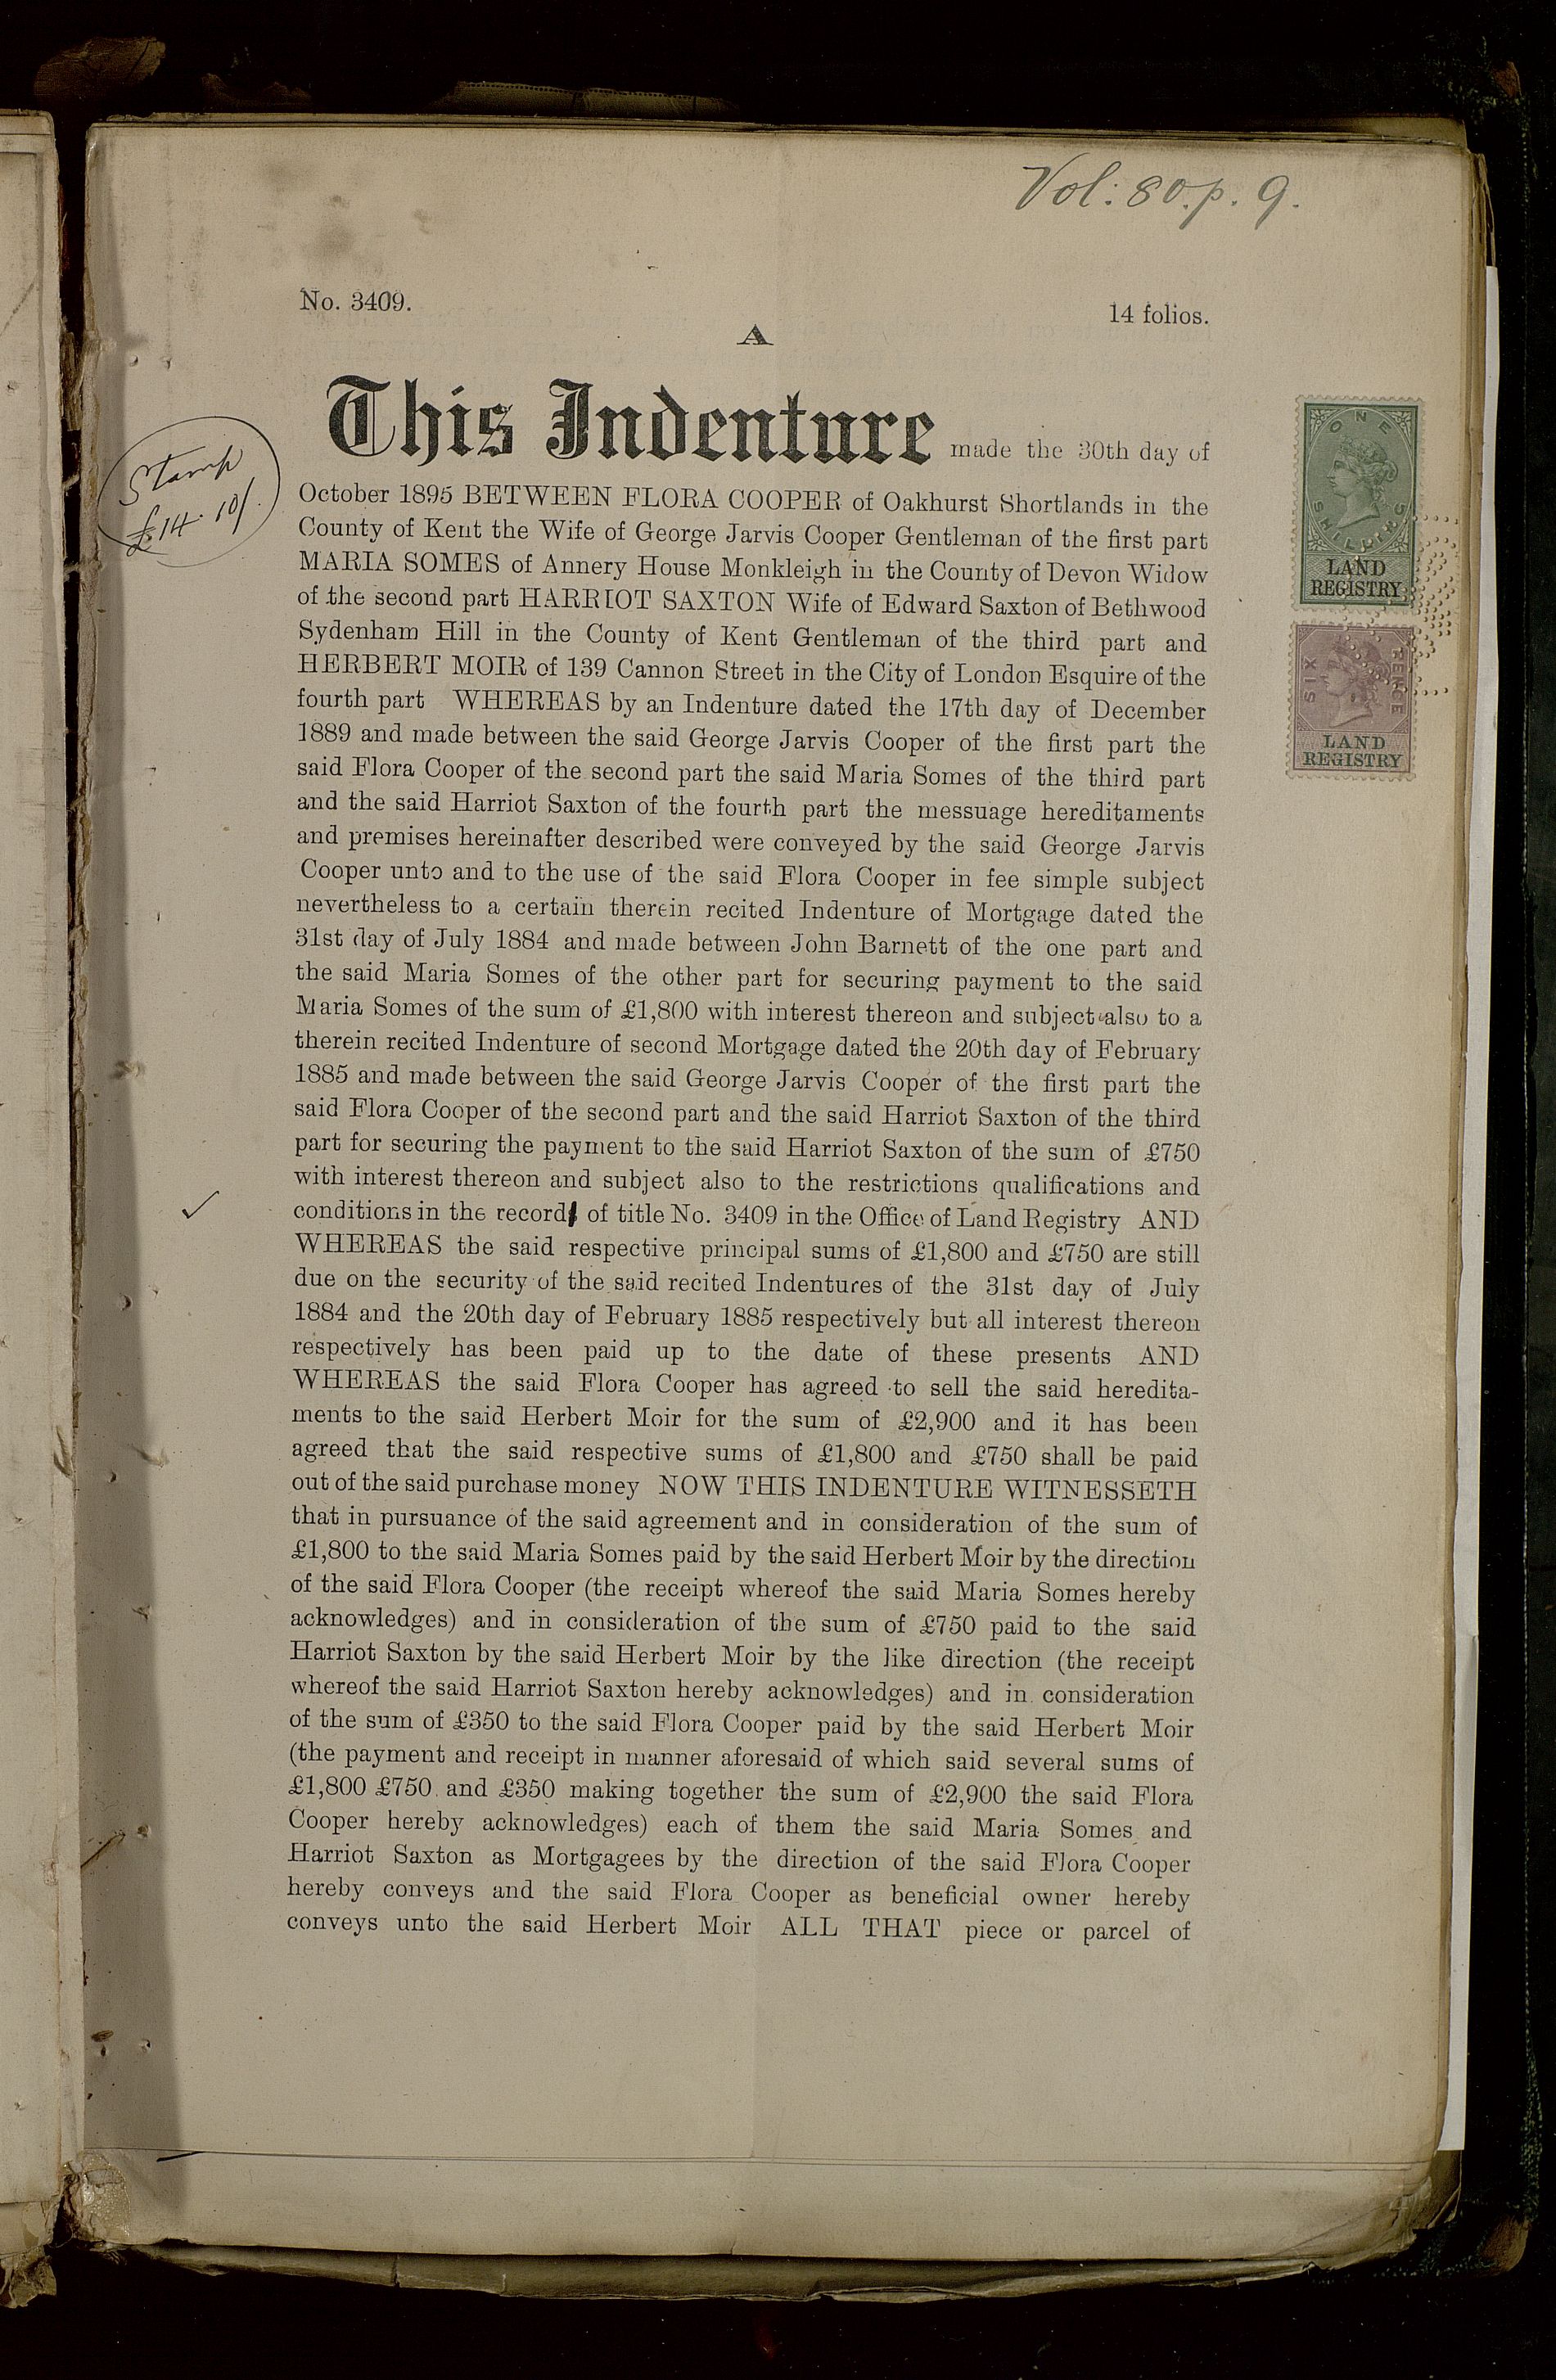 Vol: 80. p. 9.
No. 3409.
14 folios.
A
This Indenture made the 30th day of
Stamp
£14. 10/.
October 1895 BETWEEN FLORA COOPER of Oakhurst Shortlands in the
County of Kent the Wife of George Jarvis Cooper Gentleman of the first part
MARIA SOMES of Annery House Monkleigh in the County of Devon Widow
of the second part HARRIOT SAXTON Wife of Edward Saxton of Bethwood
Sydenham Hill in the County of Kent Gentleman of the third part and
HERBERT MOIR of 139 Cannon Street in the City of London Esquire of the
fourth part WHEREAS by an Indenture dated the 17th day of December
1889 and made between the said George Jarvis Cooper of the first part the
said Flora Cooper of the second part the said Maria Somes of the third part
and the said Harriot Saxton of the fourth part the messuage hereditaments
and premises hereinafter described were conveyed by the said George Jarvis
Cooper unto and to the use of the said Flora Cooper in fee simple subject
nevertheless to a certain therein recited Indenture of Mortgage dated the
31st day of July 1884 and made between John Barnett of the one part and
the said Maria Somes of the other part for securing payment to the said
Maria Somes of the sum of £1,800 with interest thereon and subject also to a
therein recited Indenture of second Mortgage dated the 20th day of February
1885 and made between the said George Jarvis Cooper of the first part the
said Flora Cooper of the second part and the said Harriot Saxton of the third
part for securing the payment to the said Harriot Saxton of the sum of £750
with interest thereon and subject also to the restrictions qualifications and
conditions in the record of title No. 3409 in the Office of Land Registry AND
WHEREAS the said respective principal sums of £1,800 and £750 are still
due on the security of the said recited Indentures of the 31st day of July
1884 and the 20th day of February 1885 respectively but all interest thereon
respectively has been paid up to the date of these presents AND
WHEREAS the said Flora Cooper has agreed to sell the said heredita-
ments to the said Herbert Moir for the sum of £2,900 and it has been
agreed that the said respective sums of £1,800 and £750 shall be paid
out of the said purchase money NOW THIS INDENTURE WITNESSETH
that in pursuance of the said agreement and in consideration of the sum of
£1,800 to the said Maria Somes paid by the said Herbert Moir by the direction
of the said Flora Cooper (the receipt whereof the said Maria Somes hereby
acknowledges) and in consideration of the sum of £750 paid to the said
Harriot Saxton by the said Herbert Moir by the like direction (the receipt
whereof the said Harriot Saxton hereby acknowledges) and in consideration
of the sum of £350 to the said Flora Cooper paid by the said Herbert Moir
(the payment and receipt in manner aforesaid of which said several sums of
£1,800 £750 and £350 making together the sum of £2,900 the said Flora
Cooper hereby acknowledges) each of them the said Maria Somes and
Harriot Saxton as Mortgagees by the direction of the said Flora Cooper
hereby conveys and the said Flora Cooper as beneficial owner hereby
conveys unto the said Herbert Moir ALL THAT piece or parcel of
ONE
SHILLING
LAND
REGISTRY
SIX
PENCE
LAND
REGISTRY